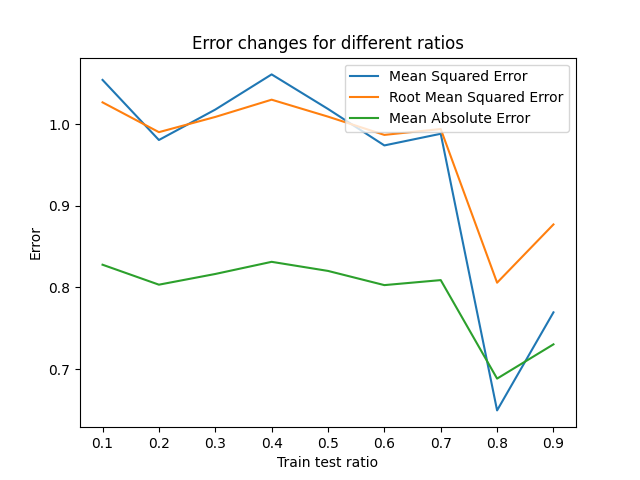 Error changes for different ratios
Mean Squared Error
Root Mean Squared Error
Mean Absolute Error
1.0
0.9
0.8
0.7
Error
0.1 0.2 0.3 0.4 0.5 0.6 0.7 0.8 0.9
Train test ratio